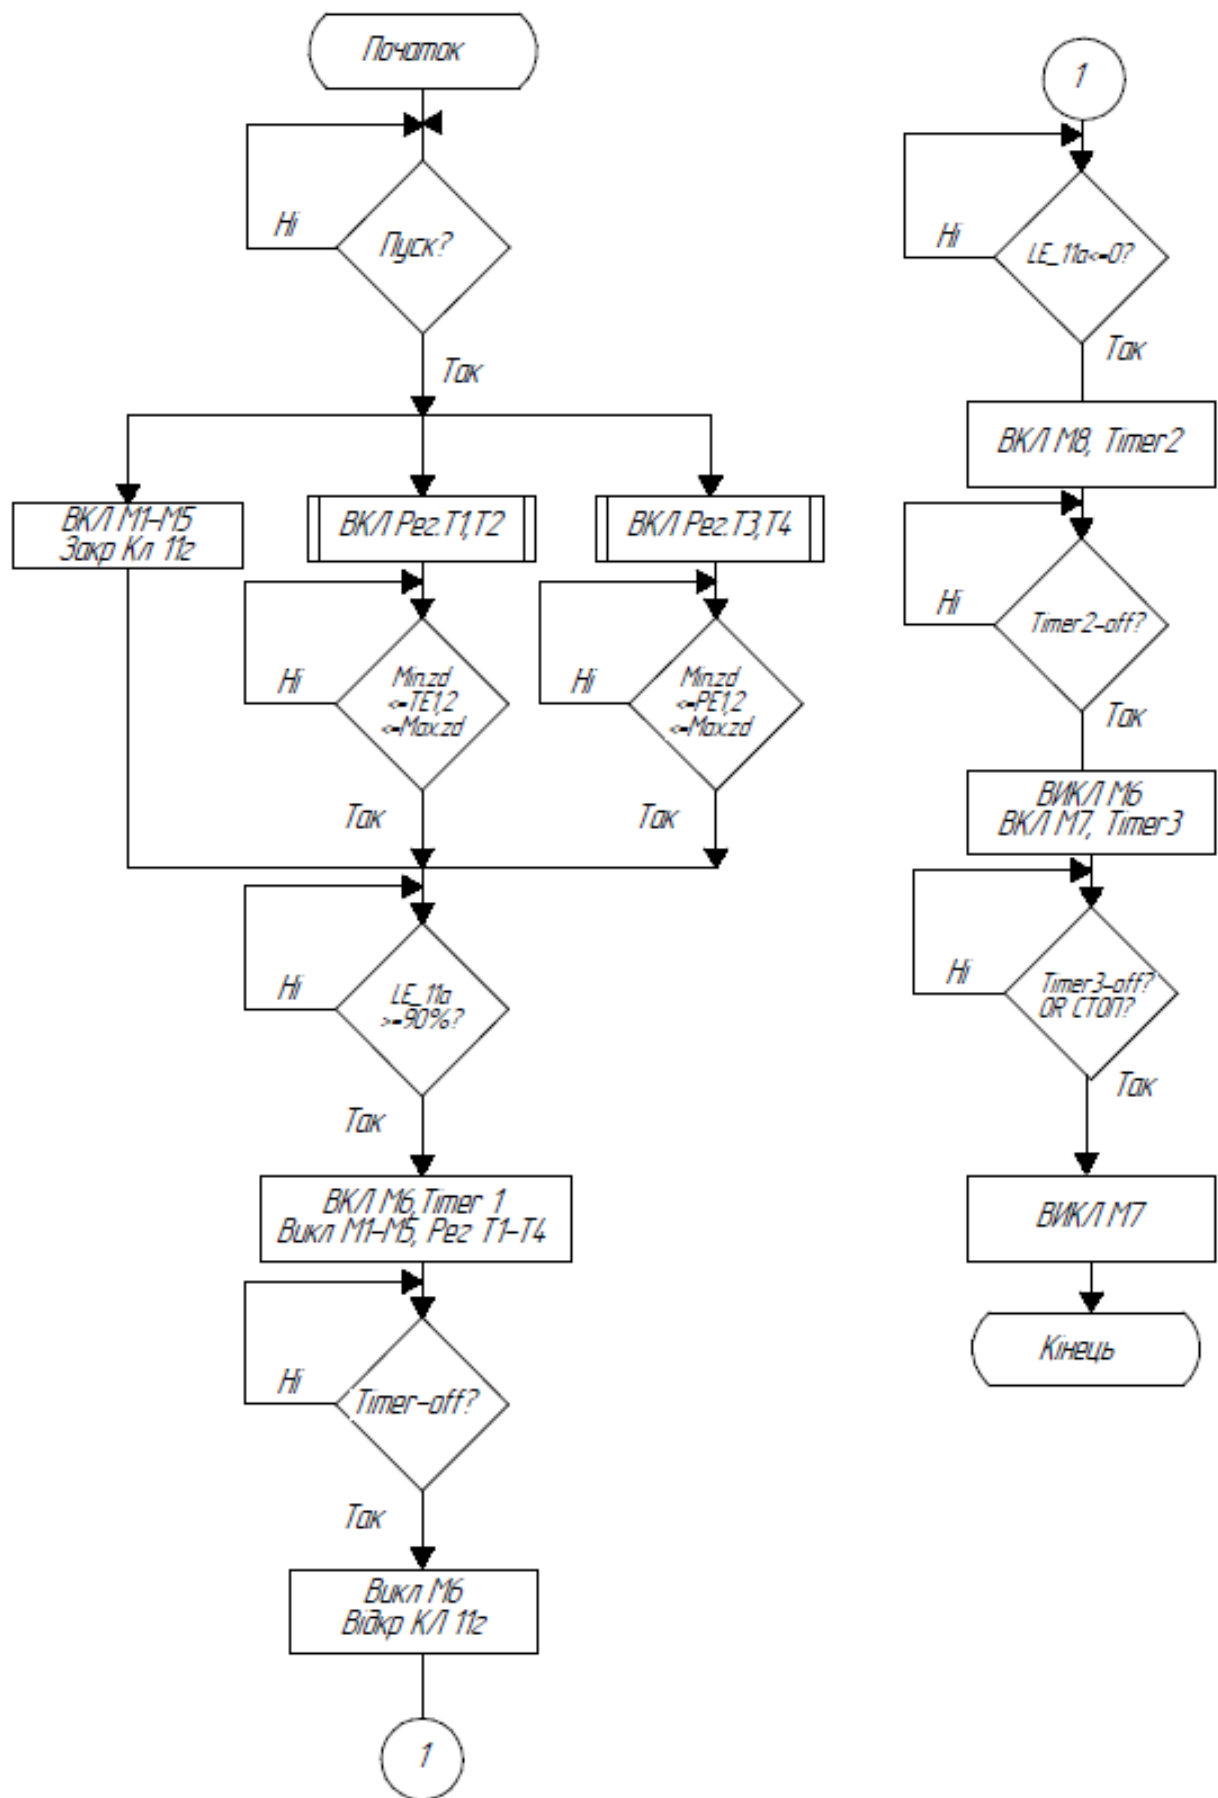 Початок
Ні
Пуск?
Так
ВКЛ М1-М5
Закр Кл 11г
ВКЛ Рег.Т1,Т2
ВКЛ Рег.Т3,Т4
Ні
Min.zd
<=TE1,2
<=Max.zd
Ні
Min.zd
<=PE1,2
<=Max.zd
Так
Так
Ні
LE_11a
>=90%?
Так
ВКЛ М6,Timer 1
Викл М1-М5, Рег Т1-Т4
Ні
Timer-off?
Так
Викл М6
Відкр КЛ 11г
1
1
Ні
LE_11a<=0?
Так
ВКЛ М8, Timer2
Ні
Timer2-off?
Так
ВИКЛ М6
ВКЛ М7, Timer3
Ні
Timer3-off?
OR СТОП?
Так
ВИКЛ М7
Кінець